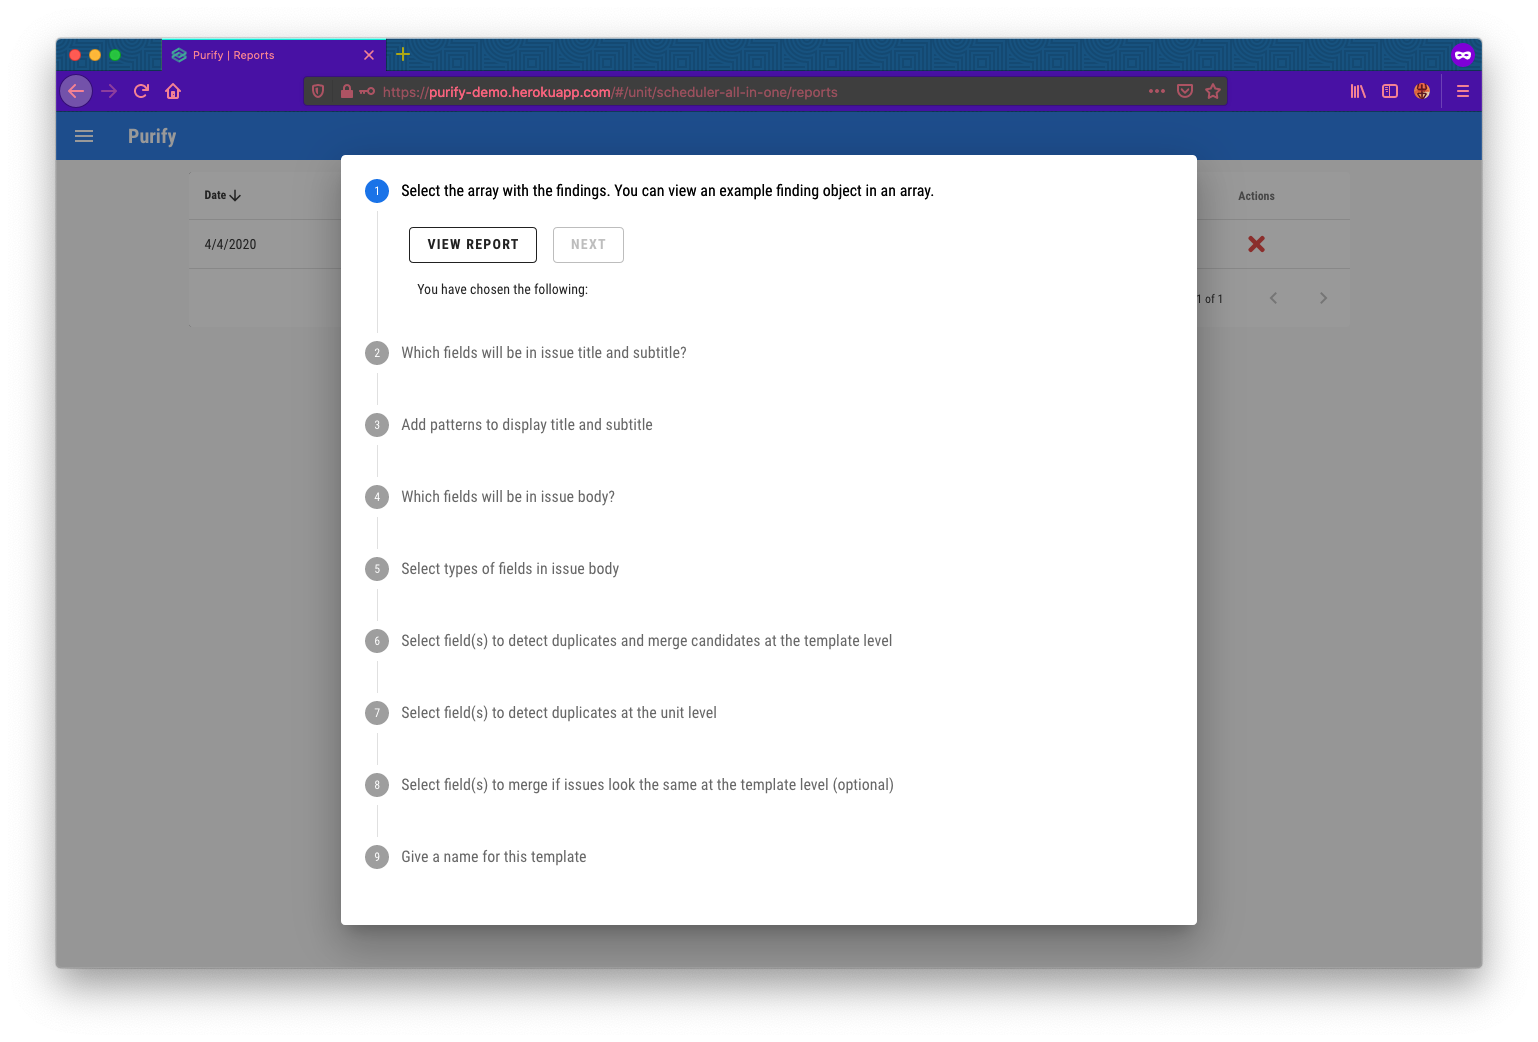 Purify | Reports
https://purify-demo.herokuapp.com/#/unit/scheduler-all-in-one/reports
Purify
Date
Actions
4/4/2020
1 of 1
1 Select the array with the findings. You can view an example finding object in an array.
VIEW REPORT NEXT
You have chosen the following:
2 Which fields will be in issue title and subtitle?
3 Add patterns to display title and subtitle
4 Which fields will be in issue body?
5 Select types of fields in issue body
6 Select field(s) to detect duplicates and merge candidates at the template level
7 Select field(s) to detect duplicates at the unit level
8 Select field(s) to merge if issues look the same at the template level (optional)
9 Give a name for this template